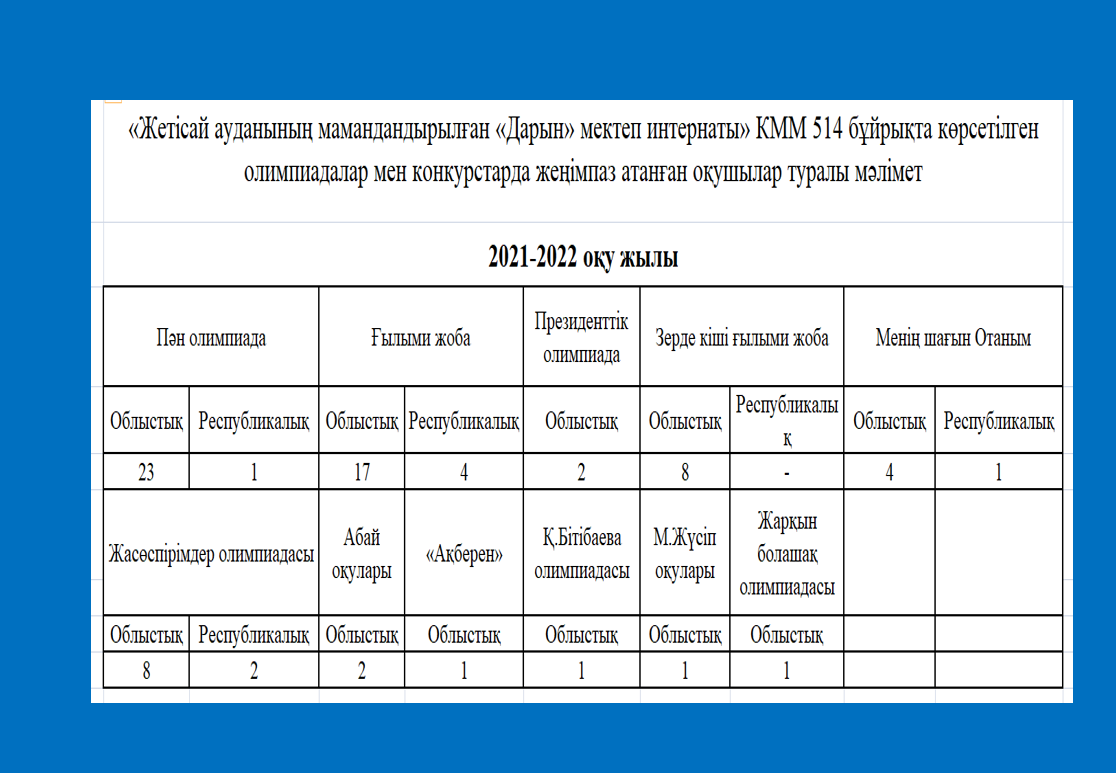 «Жетісай ауданының мамандандырылған «Дарын» мектеп интернаты» КММ 514 бұйрықта көрсетілген
олимпиадалар мен конкурстарда жеңімпаз атанған оқушылар туралы мәлімет
2021-2022 оқу жылы
Пән олимпиада Ғылыми жоба Президенттік олимпиада Зерде кіші ғылыми жоба Менің шағын Отаным
Облыстық Республикалық Облыстық Республикалық Облыстық Облыстық Республикалық Облыстық Республикалық
23 1 17 4 2 8 - 4 1
Жасөспірімдер олимпиадасы Абай оқулары «Ақберен» Қ.Бітібаева олимпиадасы М.Жүсіп оқулары Жарқын болашақ олимпиадасы
Облыстық Республикалық Облыстық Облыстық Облыстық Облыстық Облыстық
8 2 2 1 1 1 1